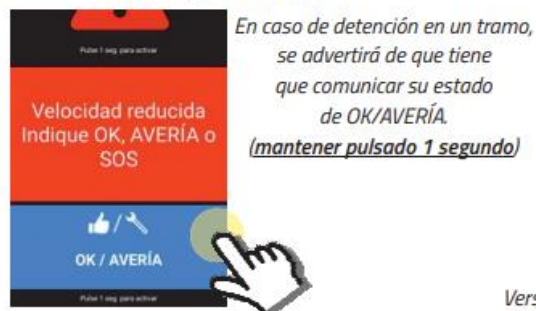 Pulse 1 seg. para activar
Velocidad reducida
Indique OK, AVERÍA o
SOS
/
OK / AVERÍA
Pulse 1 seg. para activar
En caso de detención en un tramo,
se advertirá de que tiene
que comunicar su estado
de OK/AVERÍA.
(mantener pulsado 1 segundo)
Vers